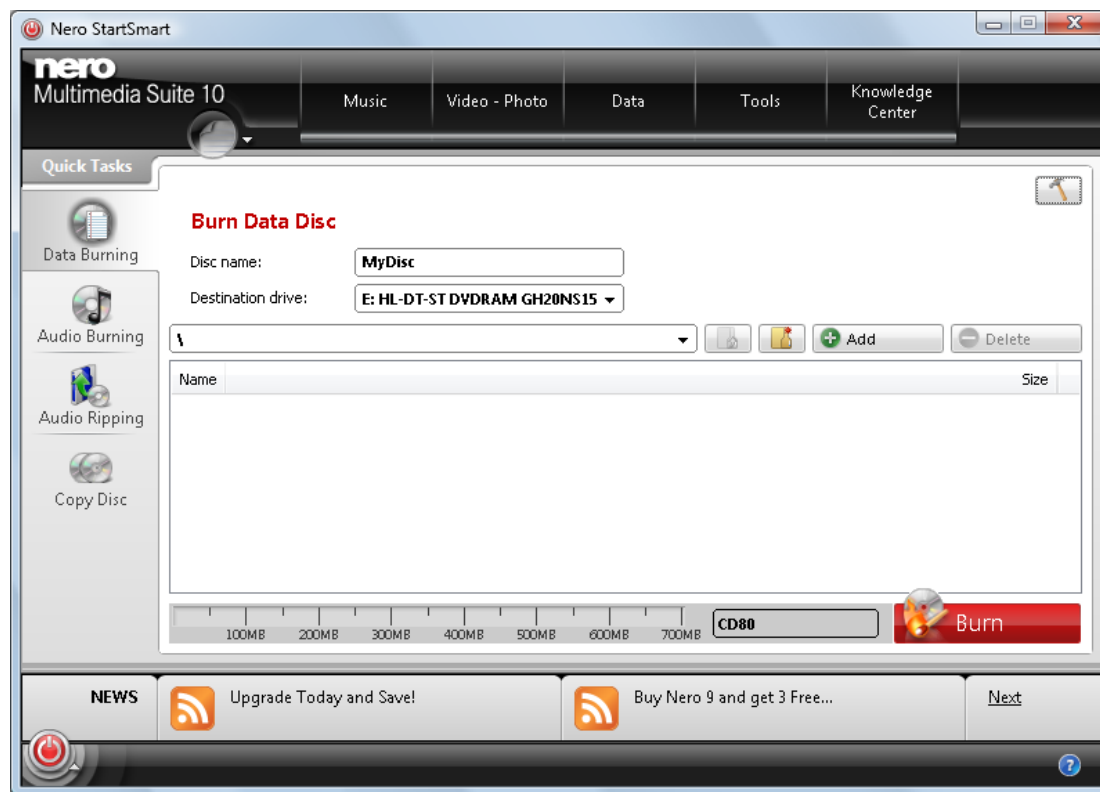 Nero StartSmart
nero
Multimedia Suite 10
Music
Video - Photo
Data
Tools
Knowledge
Center
Quick Tasks
Data Burning
Audio Burning
Audio Ripping
Copy Disc
Burn Data Disc
Disc name:
MyDisc
Destination drive:
E: HL-DT-ST DVDRAM GH20NS15
\
Add
Delete
Name
Size
100MB
200MB
300MB
400MB
500MB
600MB
700MB
CD80
Burn
NEWS
Upgrade Today and Save!
Buy Nero 9 and get 3 Free...
Next
?